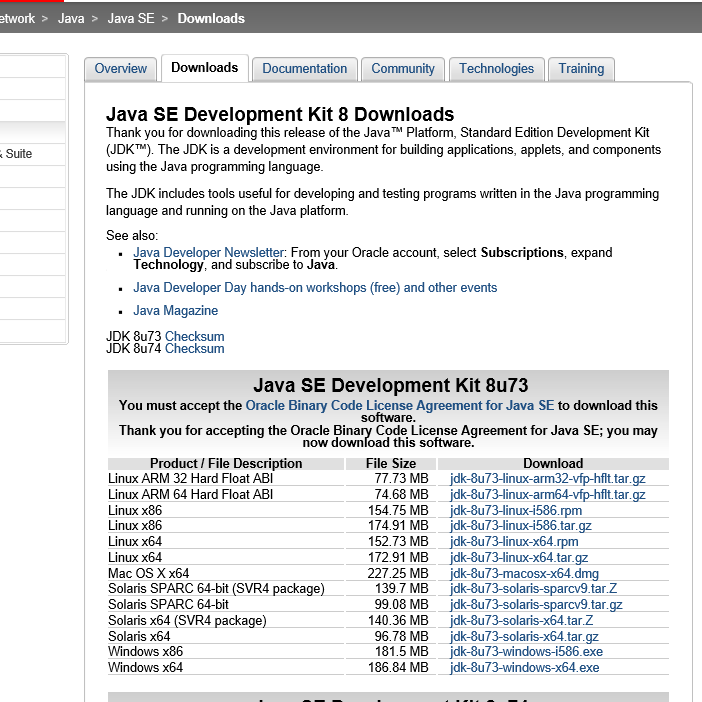 etwork > Java > Java SE > Downloads
& Suite
Overview Downloads Documentation Community Technologies Training
Java SE Development Kit 8 Downloads
Thank you for downloading this release of the Java™ Platform, Standard Edition Development Kit
(JDK™). The JDK is a development environment for building applications, applets, and components
using the Java programming language.
The JDK includes tools useful for developing and testing programs written in the Java programming
language and running on the Java platform.
See also:
Java Developer Newsletter: From your Oracle account, select Subscriptions, expand
Technology, and subscribe to Java.
Java Developer Day hands-on workshops (free) and other events
Java Magazine
JDK 8u73 Checksum
JDK 8u74 Checksum
Java SE Development Kit 8u73
You must accept the Oracle Binary Code License Agreement for Java SE to download this
software.
Thank you for accepting the Oracle Binary Code License Agreement for Java SE; you may
now download this software.
Product / File Description File Size Download
Linux ARM 32 Hard Float ABI 77.73 MB jdk-8u73-linux-arm32-vfp-hflt.tar.gz
Linux ARM 64 Hard Float ABI 74.68 MB jdk-8u73-linux-arm64-vfp-hflt.tar.gz
Linux x86 154.75 MB jdk-8u73-linux-i586.rpm
Linux x86 174.91 MB jdk-8u73-linux-i586.tar.gz
Linux x64 152.73 MB jdk-8u73-linux-x64.rpm
Linux x64 172.91 MB jdk-8u73-linux-x64.tar.gz
Mac OS X x64 227.25 MB jdk-8u73-macosx-x64.dmg
Solaris SPARC 64-bit (SVR4 package) 139.7 MB jdk-8u73-solaris-sparcv9.tar.Z
Solaris SPARC 64-bit 99.08 MB jdk-8u73-solaris-sparcv9.tar.gz
Solaris x64 (SVR4 package) 140.36 MB jdk-8u73-solaris-x64.tar.Z
Solaris x64 96.78 MB jdk-8u73-solaris-x64.tar.gz
Windows x86 181.5 MB jdk-8u73-windows-i586.exe
Windows x64 186.84 MB jdk-8u73-windows-x64.exe
Java SE Development Kit 8u74